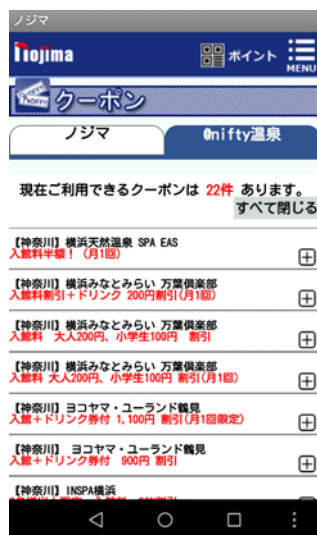 ノジマ
nojima
ポイント
MENU
クーポン
ノジマ
@nifty温泉
現在ご利用できるクーポンは 22件 あります。
すべて閉じる
【神奈川】横浜天然温泉 SPA EAS
入館料半額！（月1回）
【神奈川】横浜みなとみらい 万葉倶楽部
入館料割引＋ドリンク 200円割引(月1回)
【神奈川】横浜みなとみらい 万葉倶楽部
入館料 大人200円、小学生100円 割引
【神奈川】横浜みなとみらい 万葉倶楽部
入館料 大人200円、小学生100円 割引(月1回)
【神奈川】ヨコヤマ・ユーランド鶴見
入館＋ドリンク券付 1,100円 割引(月1回限定)
【神奈川】 ヨコヤマ・ユーランド鶴見
入館＋ドリンク券付 900円 割引
【神奈川】INSPA横浜